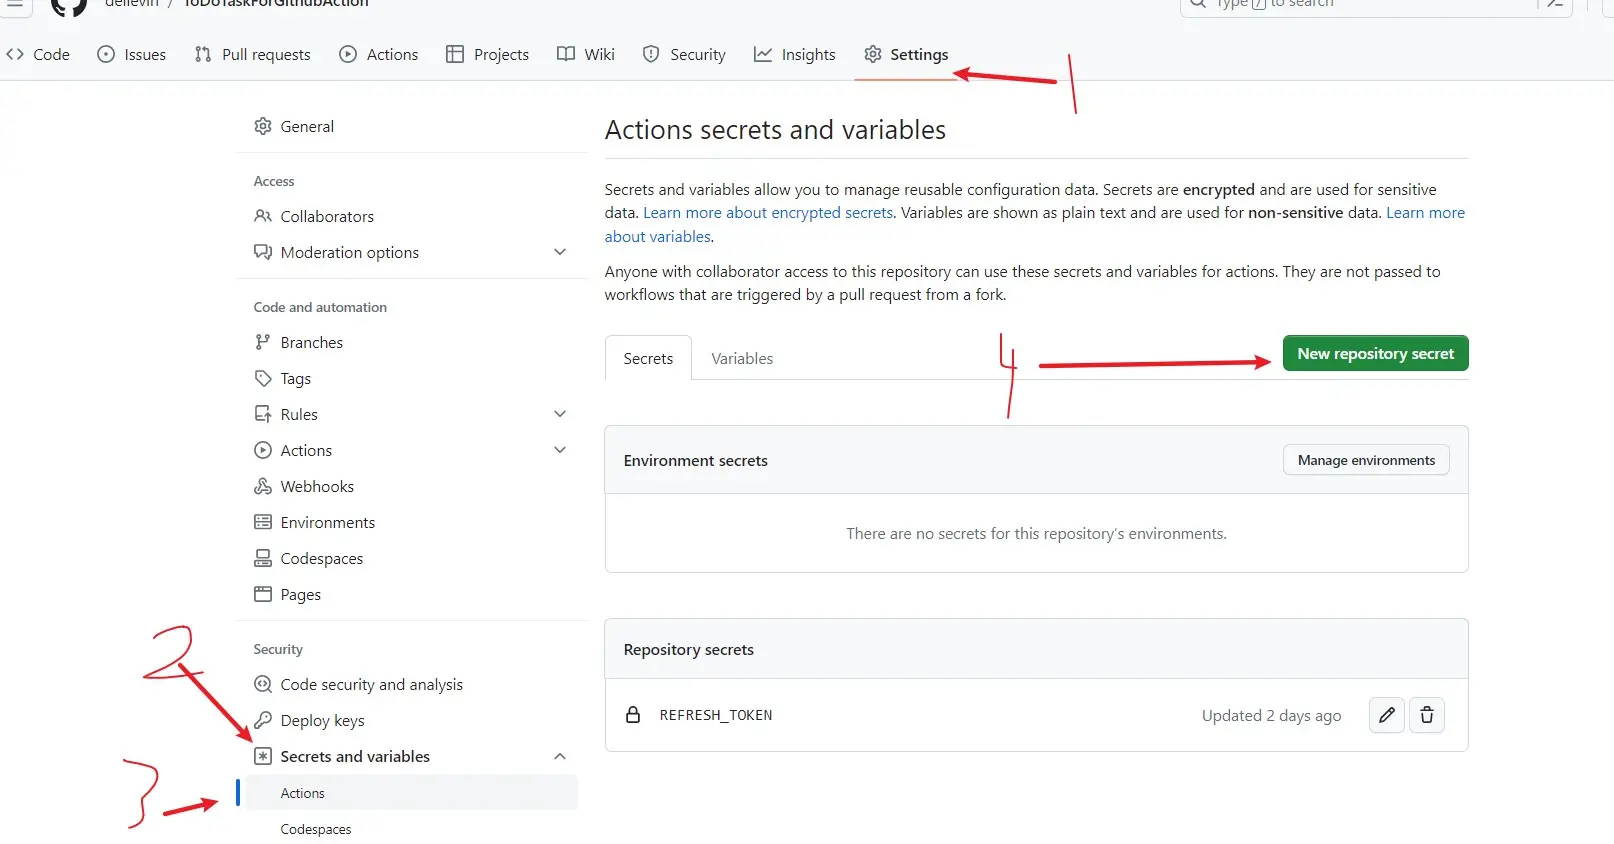 dellevin / ToDoTaskForGithubAction
Type / to search
Code Issues Pull requests Actions Projects Wiki Security Insights Settings
1
General
Access
Collaborators
Moderation options
Code and automation
Branches
Tags
Rules
Actions
Webhooks
Environments
Codespaces
Pages
Security
Code security and analysis
Deploy keys
Secrets and variables
Actions
Codespaces
2
3
Actions secrets and variables
Secrets and variables allow you to manage reusable configuration data. Secrets are encrypted and are used for sensitive
data. Learn more about encrypted secrets. Variables are shown as plain text and are used for non-sensitive data. Learn more
about variables.
Anyone with collaborator access to this repository can use these secrets and variables for actions. They are not passed to
workflows that are triggered by a pull request from a fork.
Secrets Variables
4
New repository secret
Environment secrets
Manage environments
There are no secrets for this repository's environments.
Repository secrets
REFRESH_TOKEN
Updated 2 days ago